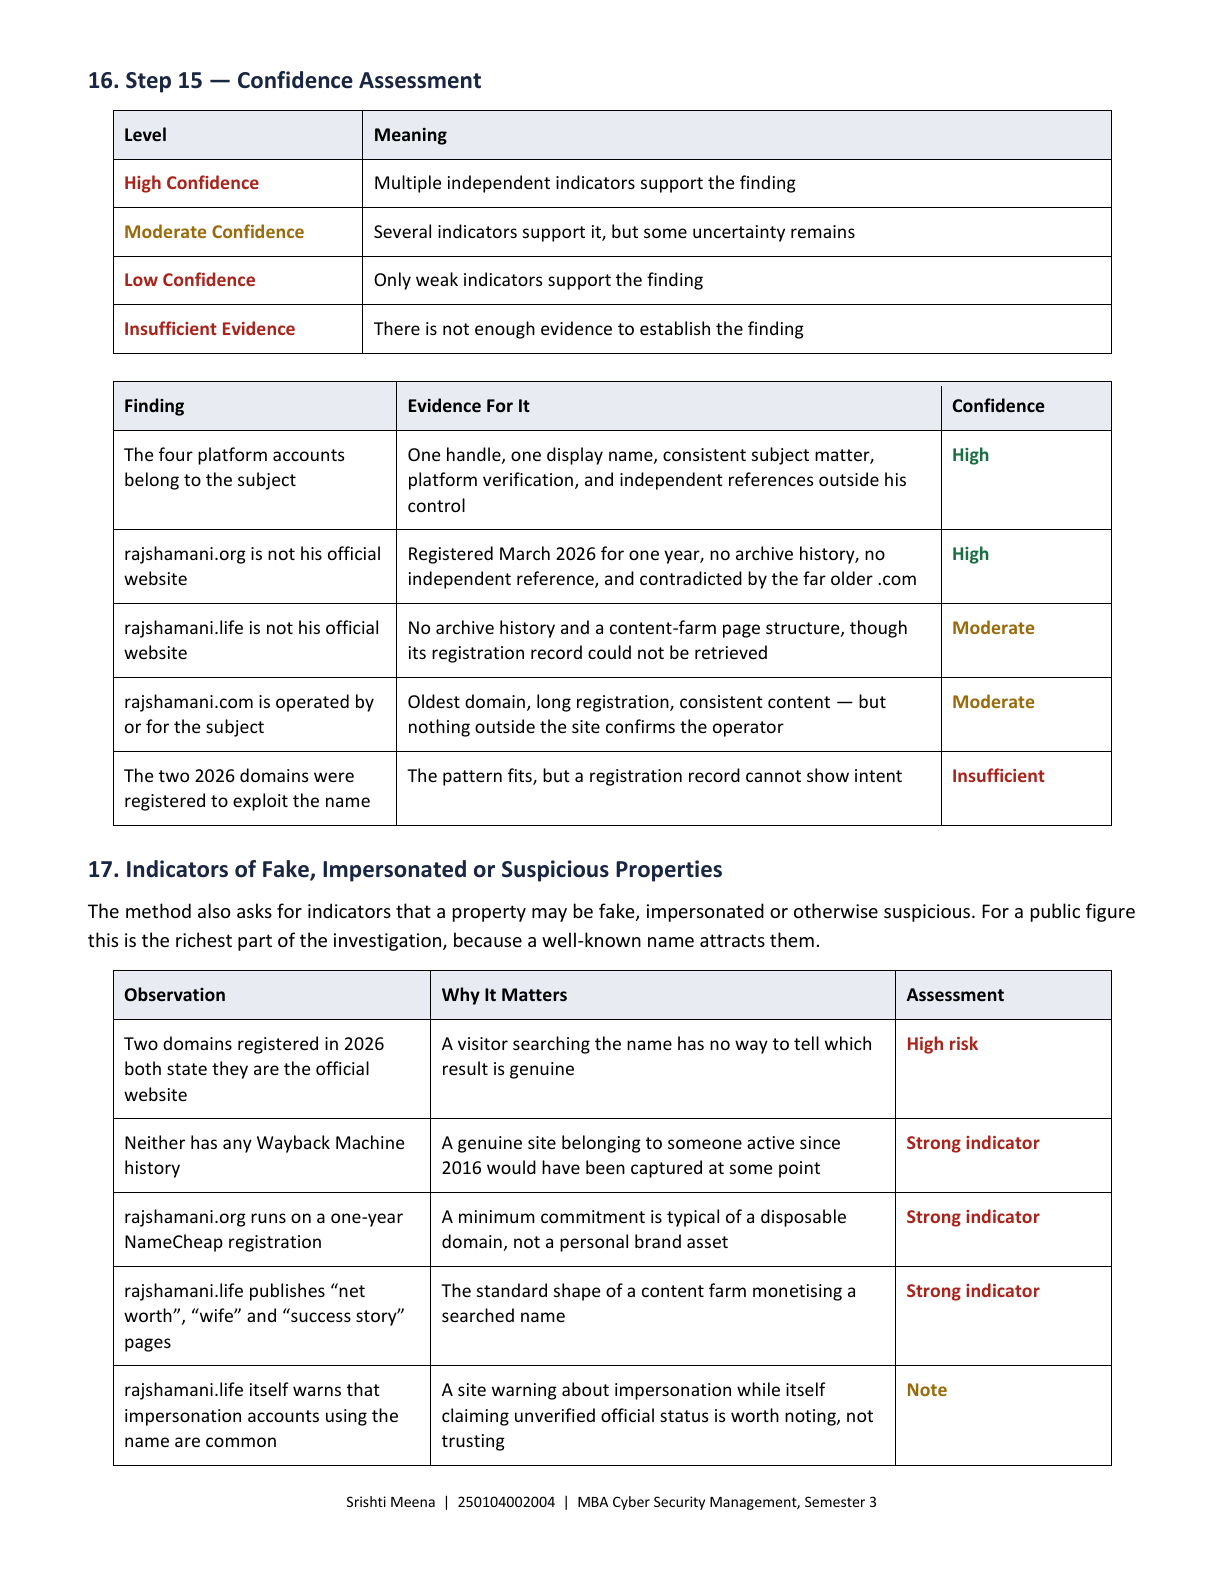 16. Step 15 — Confidence Assessment
Level
Meaning
High Confidence
Multiple independent indicators support the finding
Moderate Confidence
Several indicators support it, but some uncertainty remains
Low Confidence
Only weak indicators support the finding
Insufficient Evidence
There is not enough evidence to establish the finding
Finding
Evidence For It
Confidence
The four platform accounts
belong to the subject
One handle, one display name, consistent subject matter,
platform verification, and independent references outside his
control
High
rajshamani.org is not his official
website
Registered March 2026 for one year, no archive history, no
independent reference, and contradicted by the far older .com
High
rajshamani.life is not his official
website
No archive history and a content-farm page structure, though
its registration record could not be retrieved
Moderate
rajshamani.com is operated by
or for the subject
Oldest domain, long registration, consistent content — but
nothing outside the site confirms the operator
Moderate
The two 2026 domains were
registered to exploit the name
The pattern fits, but a registration record cannot show intent
Insufficient
17. Indicators of Fake, Impersonated or Suspicious Properties
The method also asks for indicators that a property may be fake, impersonated or otherwise suspicious. For a public figure
this is the richest part of the investigation, because a well-known name attracts them.
Observation
Why It Matters
Assessment
Two domains registered in 2026
both state they are the official
website
A visitor searching the name has no way to tell which
result is genuine
High risk
Neither has any Wayback Machine
history
A genuine site belonging to someone active since
2016 would have been captured at some point
Strong indicator
rajshamani.org runs on a one-year
NameCheap registration
A minimum commitment is typical of a disposable
domain, not a personal brand asset
Strong indicator
rajshamani.life publishes “net
worth”, “wife” and “success story”
pages
The standard shape of a content farm monetising a
searched name
Strong indicator
rajshamani.life itself warns that
impersonation accounts using the
name are common
A site warning about impersonation while itself
claiming unverified official status is worth noting, not
trusting
Note
Srishti Meena | 250104002004 | MBA Cyber Security Management, Semester 3